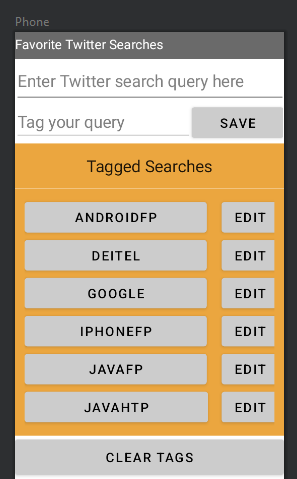 Phone
Favorite Twitter Searches
Enter Twitter search query here
Tag your query SAVE
Tagged Searches
ANDROIDFP EDIT
DEITEL EDIT
GOOGLE EDIT
IPHONEFP EDIT
JAVAFP EDIT
JAVAHTP EDIT
CLEAR TAGS